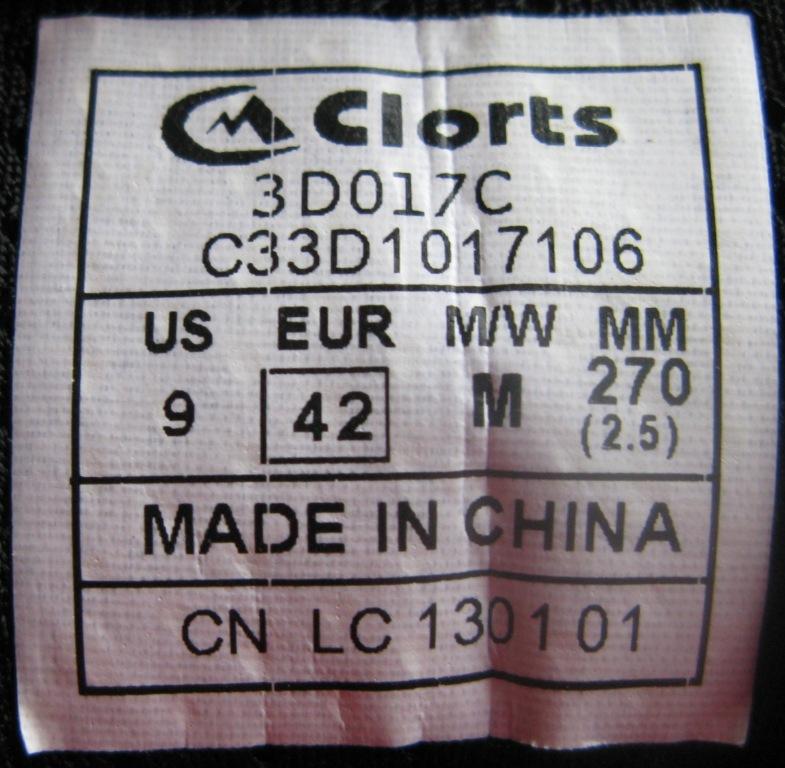 Clorts
3D017C
C33D1017106
US EUR M/W MM
9 42 M 270
(2.5)
MADE IN CHINA
CN LC 130101